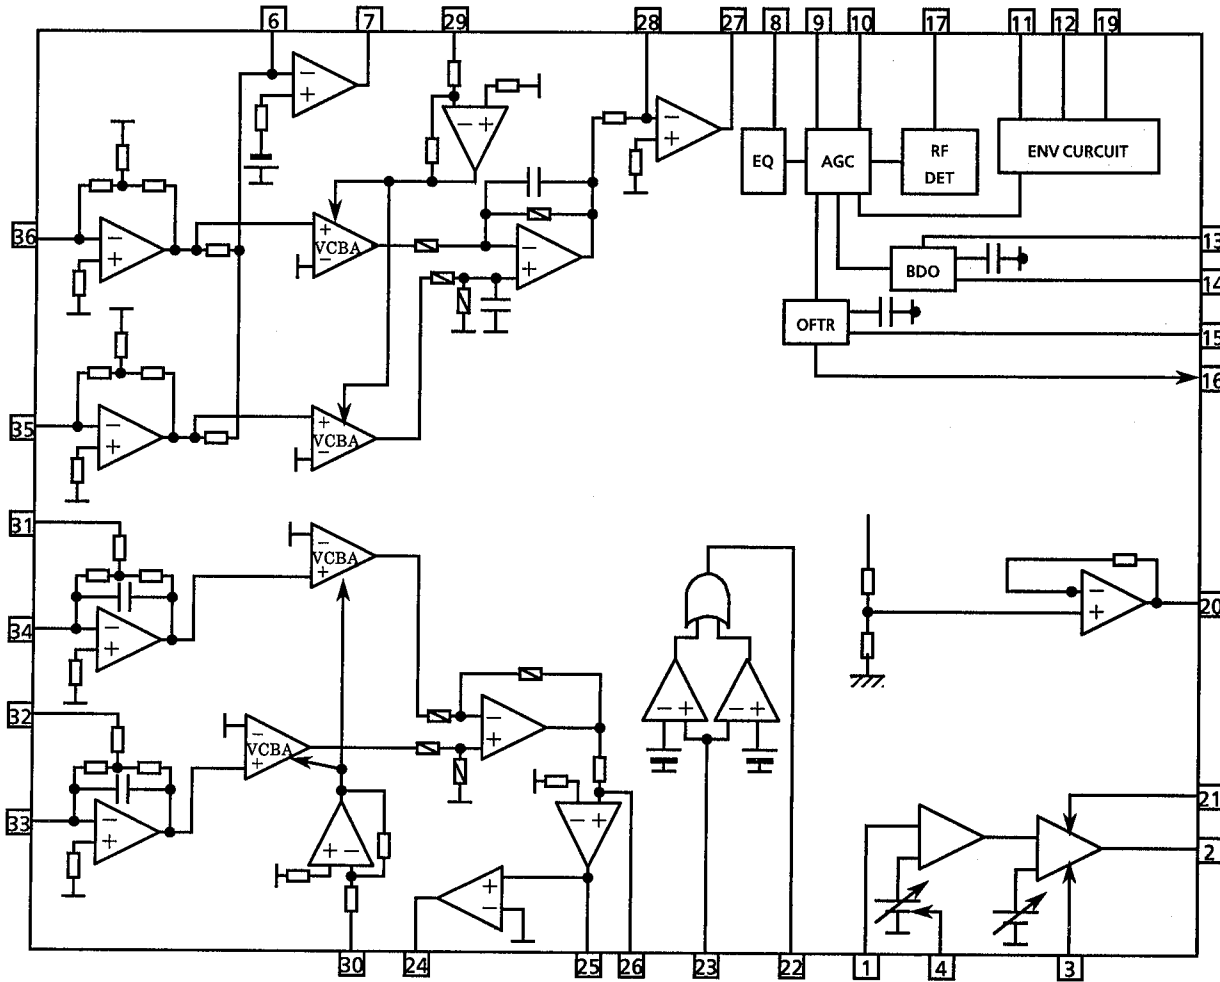 6 7 29 28 27 8 9 10 17 11 12 19
− +
− +
− +
EQ AGC RF DET ENV CURCUIT
36 − +
+ VCBA −
− +
13
BDO
14
OFTR
15
16
35 − +
+ VCBA −
31
− VCBA +
34 − +
− +
20
32
− VCBA +
− +
− + − +
33 − +
− +
+ −
21
2
+ −
30 24 25 26 23 22 1 4 3